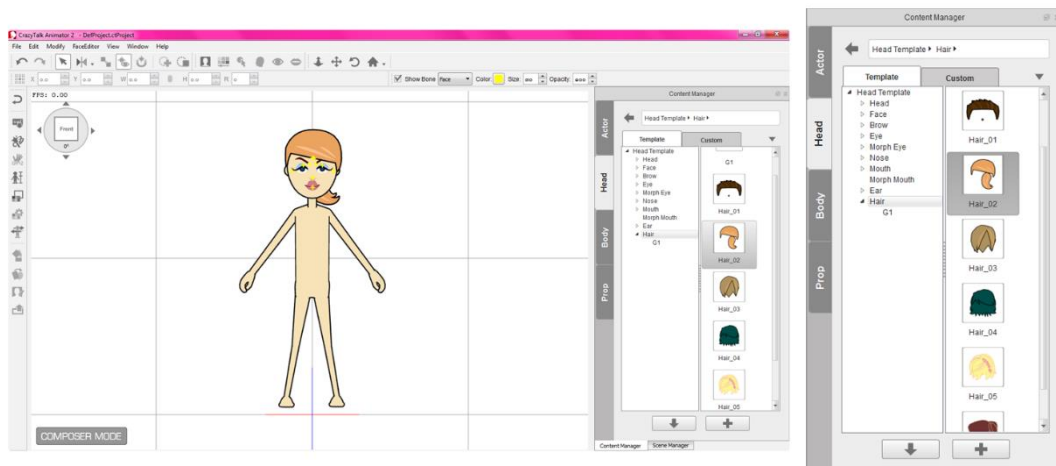 CrazyTalk Animator 2 - DefProject.ctProject
File Edit Modify FaceEditor View Window Help
X Y W H R
Show Bone Face Color: Size: Opacity:
FPS: 0.00
Front
0°
COMPOSER MODE
Content Manager
Head Template Hair
Actor
Head
Body
Prop
Template Custom
Head Template
Head
Face
Brow
Eye
Morph Eye
Nose
Mouth
Morph Mouth
Ear
Hair
G1
G1
Hair_01
Hair_02
Hair_03
Hair_04
Hair_05
Content Manager Scene Manager
Content Manager
Head Template Hair
Actor
Head
Body
Prop
Template Custom
Head Template
Head
Face
Brow
Eye
Morph Eye
Nose
Mouth
Morph Mouth
Ear
Hair
G1
Hair_01
Hair_02
Hair_03
Hair_04
Hair_05